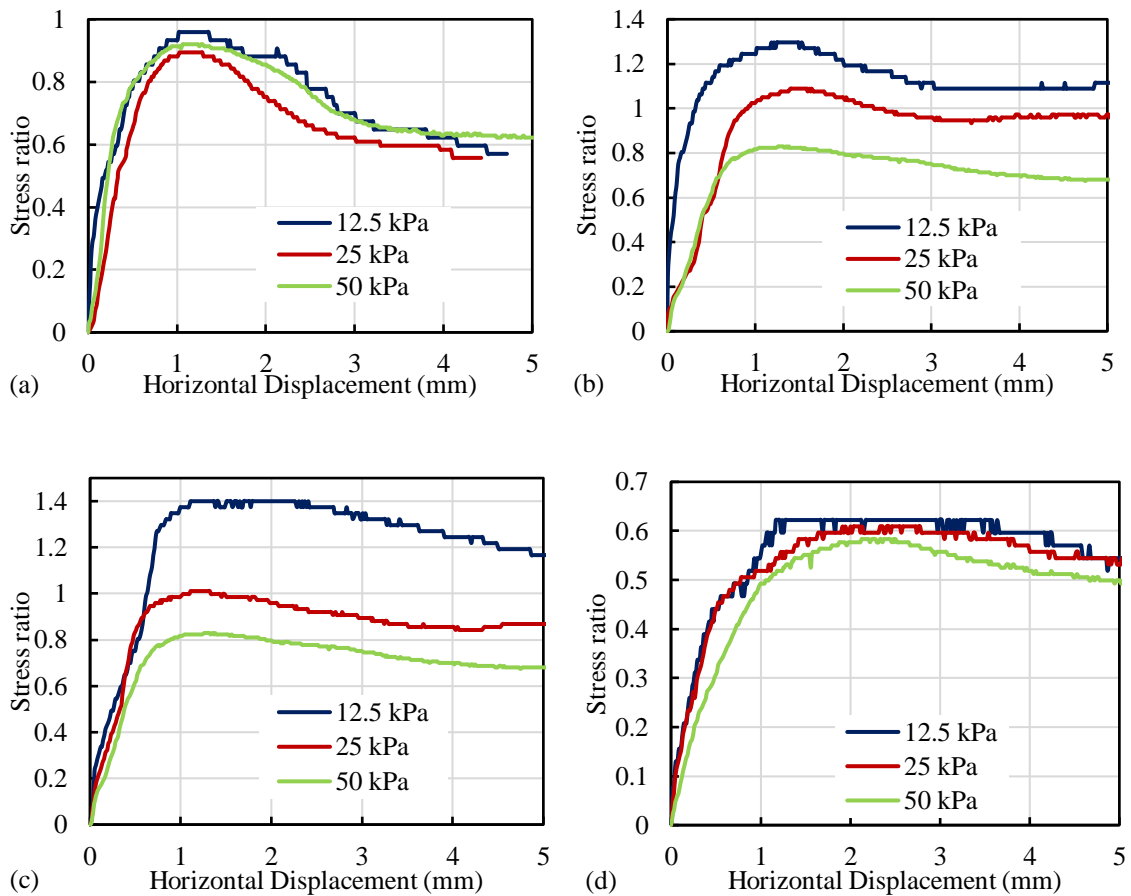 1
0.8
0.6
0.4
0.2
0
Stress ratio
12.5 kPa
25 kPa
50 kPa
0 1 2 3 4 5
(a) Horizontal Displacement (mm)
1.4
1.2
1
0.8
0.6
0.4
0.2
0
Stress ratio
12.5 kPa
25 kPa
50 kPa
0 1 2 3 4 5
(b) Horizontal Displacement (mm)
1.4
1.2
1
0.8
0.6
0.4
0.2
0
Stress ratio
12.5 kPa
25 kPa
50 kPa
0 1 2 3 4 5
(c) Horizontal Displacement (mm)
0.7
0.6
0.5
0.4
0.3
0.2
0.1
0
Stress ratio
12.5 kPa
25 kPa
50 kPa
0 1 2 3 4 5
(d) Horizontal Displacement (mm)